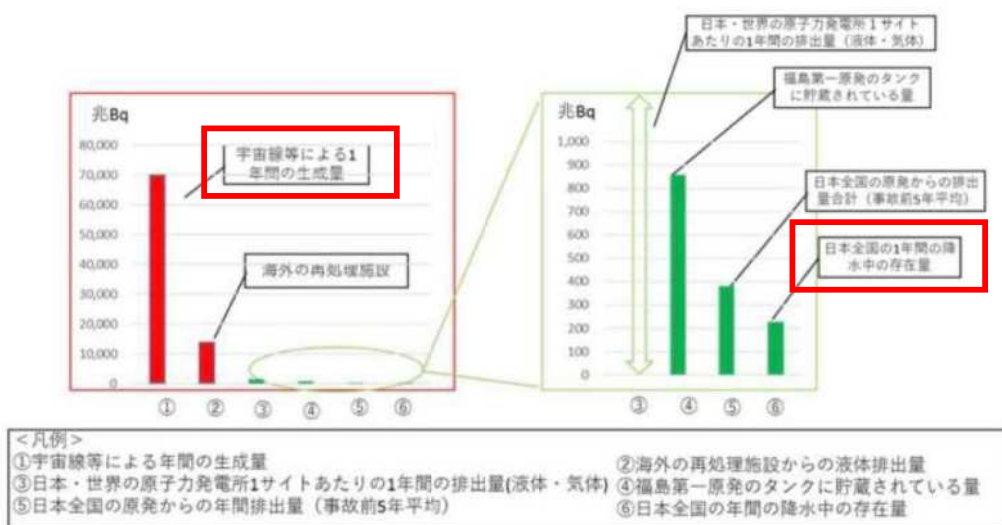 日本・世界の原子力発電所１サイト
あたりの1年間の排出量（液体・気体）
福島第一原発のタンク
に貯蔵されている量
兆Bq
80,000
70,000
60,000
50,000
40,000
30,000
20,000
10,000
0
宇宙線等による1
年間の生成量
海外の再処理施設
① ② ③ ④ ⑤ ⑥
兆Bq
1,000
900
800
700
600
500
400
300
200
100
0
日本全国の原発からの排出
量合計（事故前5年平均）
日本全国の1年間の降
水中の存在量
③ ④ ⑤ ⑥
＜凡例＞
①宇宙線等による年間の生成量 ②海外の再処理施設からの液体排出量
③日本・世界の原子力発電所1サイトあたりの1年間の排出量(液体・気体) ④福島第一原発のタンクに貯蔵されている量
⑤日本全国の原発からの年間排出量（事故前5年平均） ⑥日本全国の年間の降水中の存在量